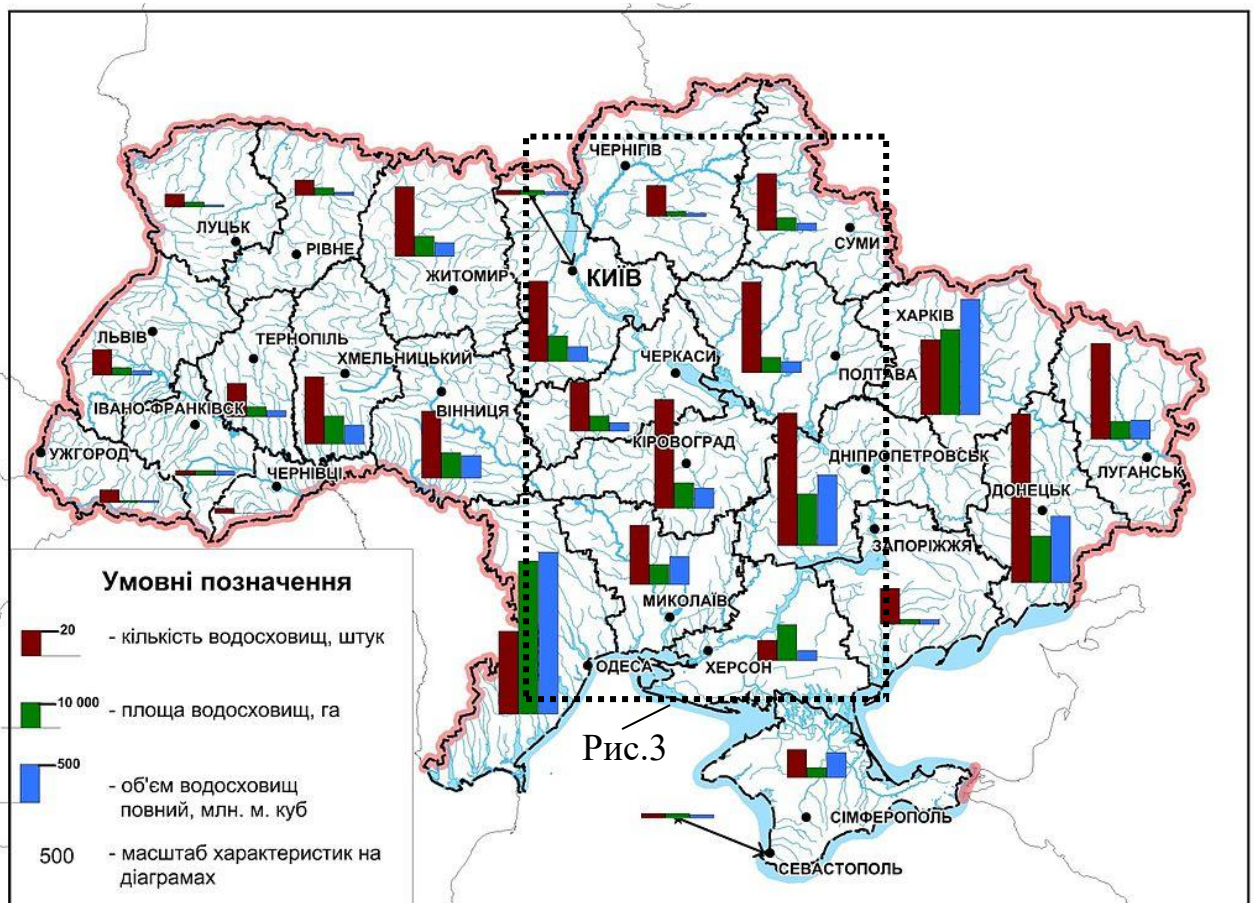 ЧЕРНІГІВ
ЛУЦЬК
РІВНЕ
СУМИ
ЖИТОМИР
КИЇВ
ЛЬВІВ
ТЕРНОПІЛЬ
ХМЕЛЬНИЦЬКИЙ
ЧЕРКАСИ
ХАРКІВ
ПОЛТАВА
ІВАНО-ФРАНКІВСК
ВІННИЦЯ
УЖГОРОД
КІРОВОГРАД
ДНІПРОПЕТРОВСЬК
ЛУГАНСЬК
ЧЕРНІВЦІ
ДОНЕЦЬК
ЗАПОРІЖЖЯ
МИКОЛАЇВ
ОДЕСА
ХЕРСОН
Рис.3
СІМФЕРОПОЛЬ
СЕВАСТОПОЛЬ
Умовні позначення
20
- кількість водосховищ, штук
10 000
- площа водосховищ, га
500
- об'єм водосховищ
повний, млн. м. куб
500
- масштаб характеристик на
діаграмах